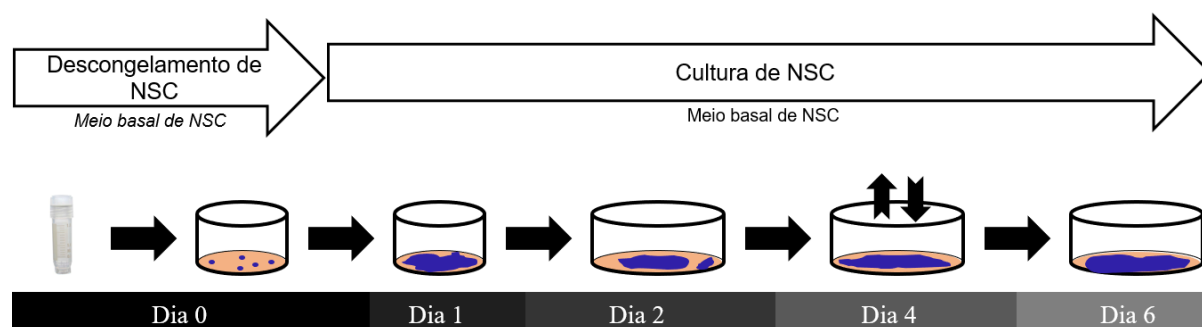 Descongelamento de
NSC
Meio basal de NSC
Cultura de NSC
Meio basal de NSC
Dia 0
Dia 1
Dia 2
Dia 4
Dia 6